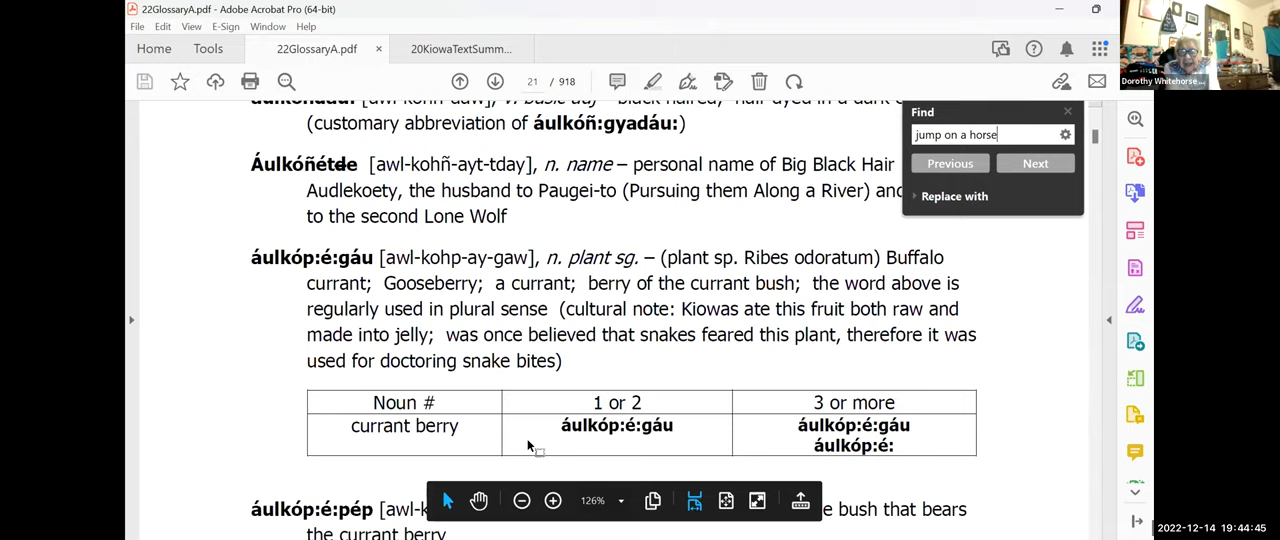 22GlossaryA.pdf - Adobe Acrobat Pro (64-bit)
File Edit View E-Sign Window Help
Home Tools 22GlossaryA.pdf × 20KiowaTextSumm...
21 / 918
Dorothy Whitehorse ...
(customary abbreviation of áulkóñ:gyadáu:)
Find
jump on a horse
Previous Next
Replace with
[awl-kohñ-ayt-tday], n. name – personal name of Big Black Hair
Audlekoety, the husband to Paugei-to (Pursuing them Along a River) and
to the second Lone Wolf
áulkóp:é:gáu [awl-kohp-ay-gaw], n. plant sg. – (plant sp. Ribes odoratum) Buffalo
currant; Gooseberry; a currant; berry of the currant bush; the word above is
regularly used in plural sense (cultural note: Kiowas ate this fruit both raw and
made into jelly; was once believed that snakes feared this plant, therefore it was
used for doctoring snake bites)
Noun # 1 or 2 3 or more
currant berry áulkóp:é:gáu áulkóp:é:gáu
áulkóp:é:
126%
áulkóp:é:pép [awl-k e bush that bears
the currant berry
2022-12-14 19:44:45